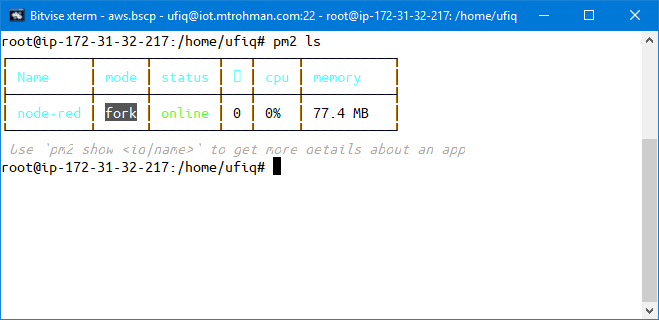 Bitvise xterm - aws.bscp - ufiq@iot.mtrohman.com:22 - root@ip-172-31-32-217: /home/ufiq
root@ip-172-31-32-217:/home/ufiq# pm2 ls
Name mode status cpu memory
node-red fork online 0 0% 77.4 MB
Use `pm2 show <id|name>` to get more details about an app
root@ip-172-31-32-217:/home/ufiq#